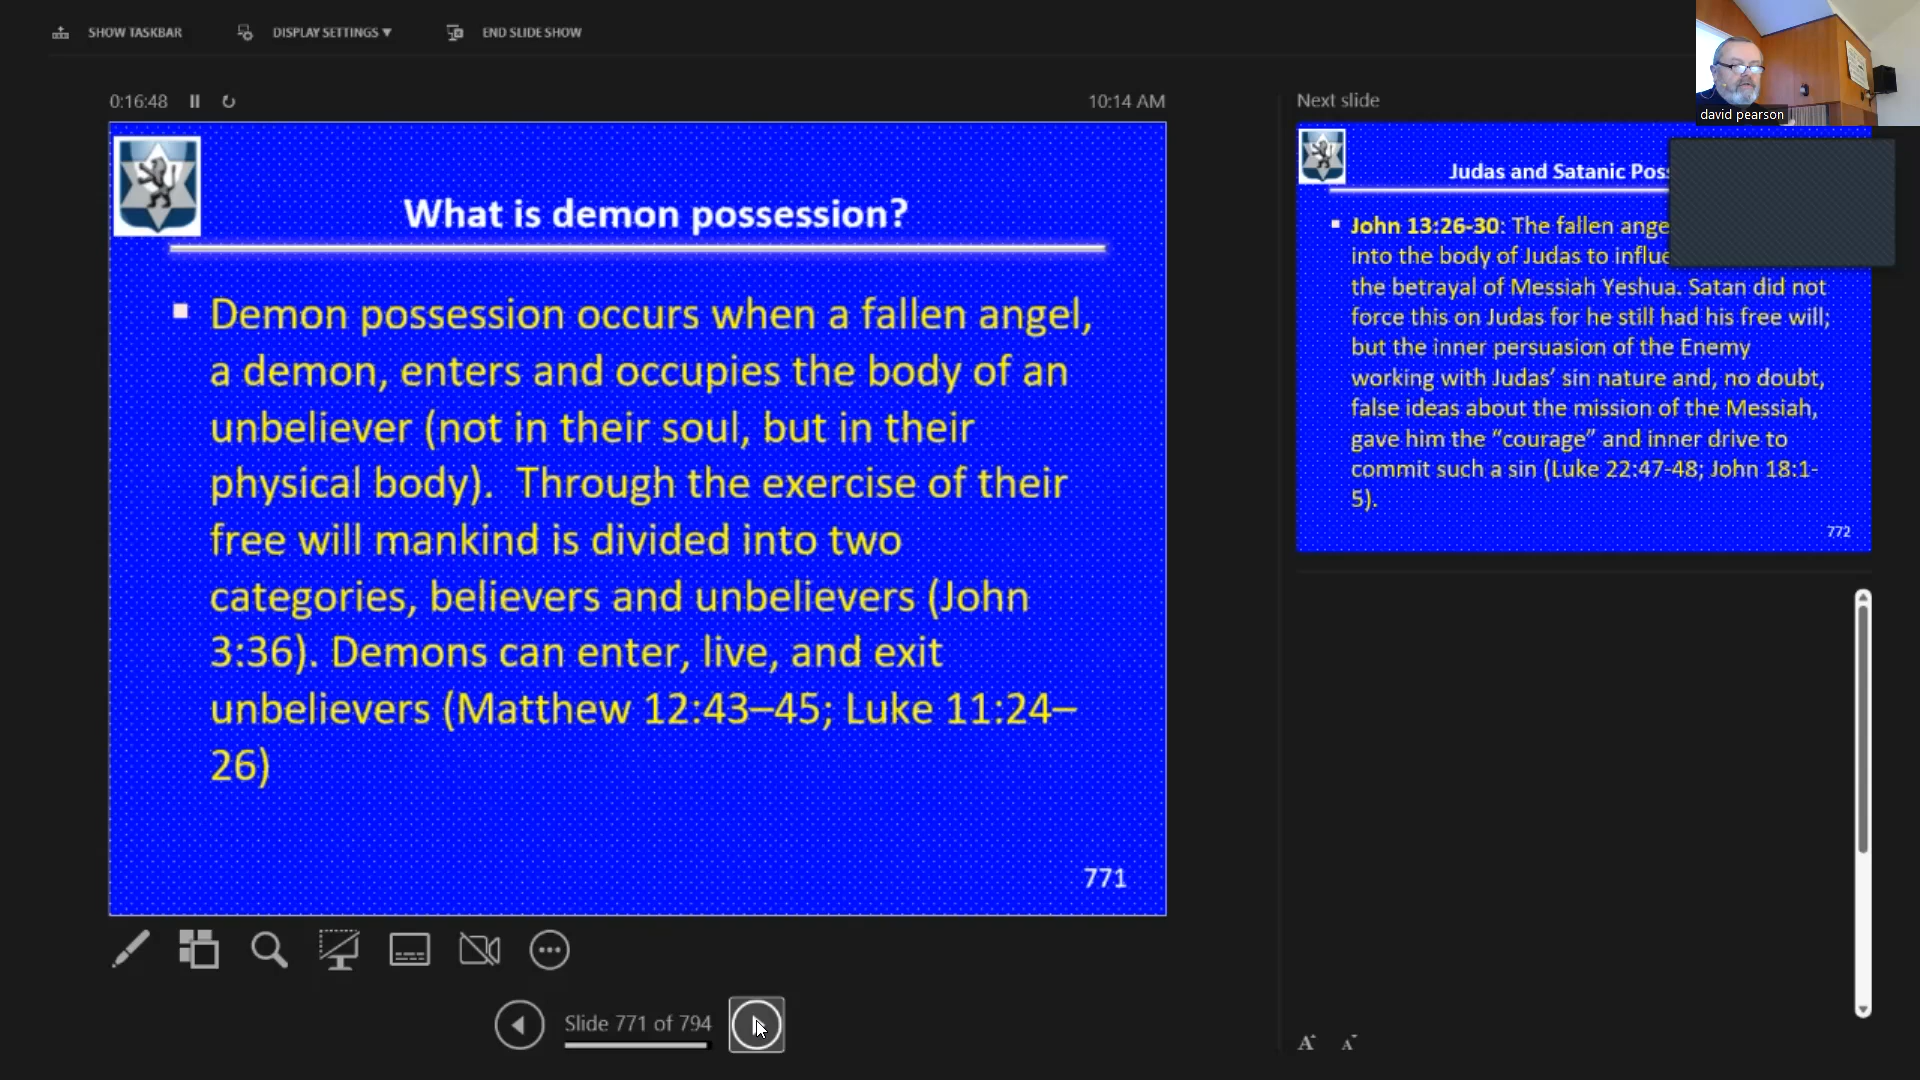 SHOW TASKBAR
DISPLAY SETTINGS ▼
END SLIDE SHOW
0:16:48
10:14 AM
What is demon possession?
Demon possession occurs when a fallen angel,
a demon, enters and occupies the body of an
unbeliever (not in their soul, but in their
physical body).  Through the exercise of their
free will mankind is divided into two
categories, believers and unbelievers (John
3:36). Demons can enter, live, and exit
unbelievers (Matthew 12:43–45; Luke 11:24–
26)
771
Slide 771 of 794
Next slide
david pearson
Judas and Satanic
John 13:26-30: The fallen
into the body of Judas to
the betrayal of Messiah Yeshua. Satan did not
force this on Judas for he still had his free will;
but the inner persuasion of the Enemy
working with Judas’ sin nature and, no doubt,
false ideas about the mission of the Messiah,
gave him the “courage” and inner drive to
commit such a sin (Luke 22:47-48; John 18:1-
5).
772
A A